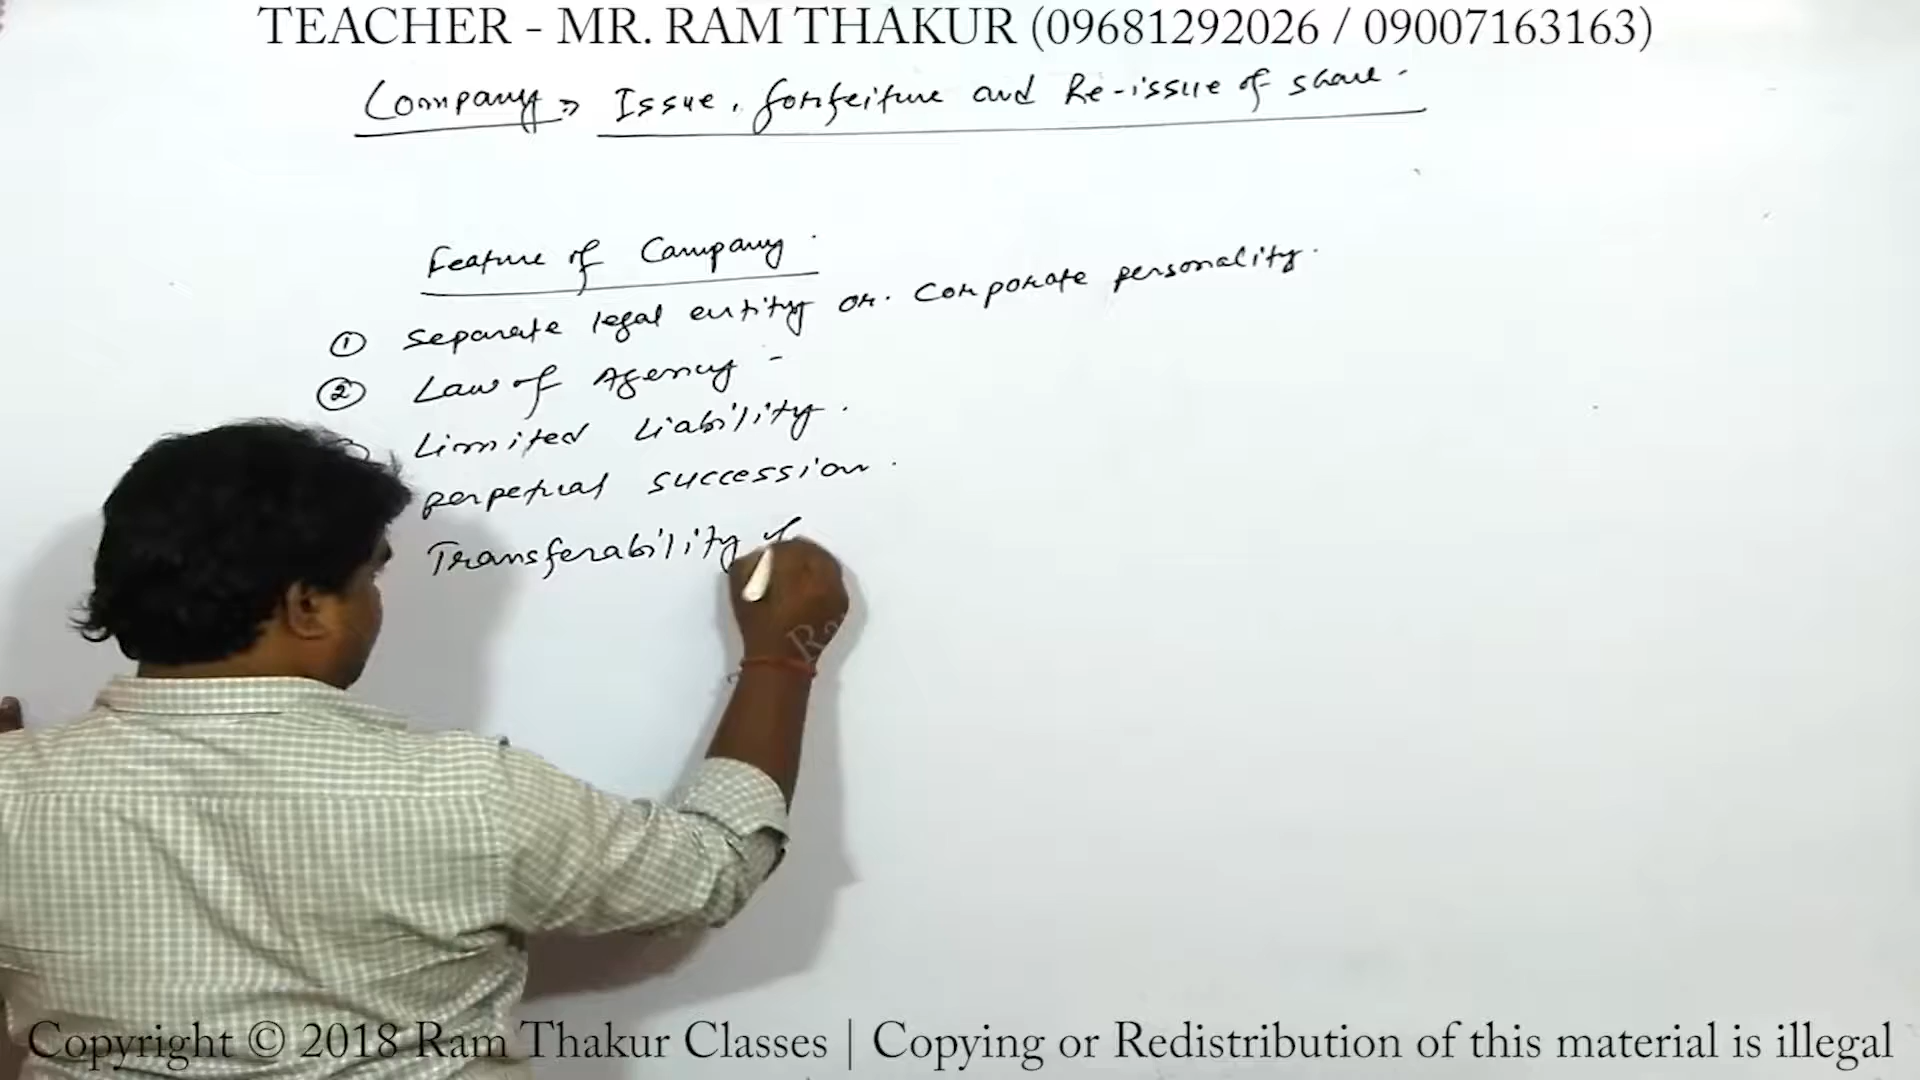 TEACHER - MR. RAM THAKUR (09681292026 / 09007163163)
Company ⇒ Issue, forfeiture and Re-issue of share.
Feature of Company.
① Separate legal entity or. Corporate personality.
② Law of Agency -
Limited Liability.
perpetual succession.
Transferability of
Ra
Copyright © 2018 Ram Thakur Classes | Copying or Redistribution of this material is illegal